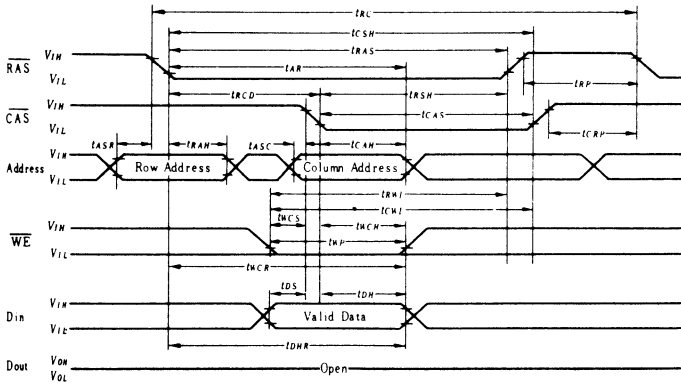 tRC
tCSH
tRAS
tAR
RAS VIH
VIL
tRCD tRSH tRP
CAS VIH
VIL
tCAS
tCRP
tASR tRAH tASC tCAH
Address VIH
VIL
Row Address Column Address
tRWI
tCWI
tWCS tWCH
WE VIH
VIL
tWP
tWCR
tDS tDH
Din VIH
VIL
Valid Data
tDHR
Dout VOH
VOL
Open